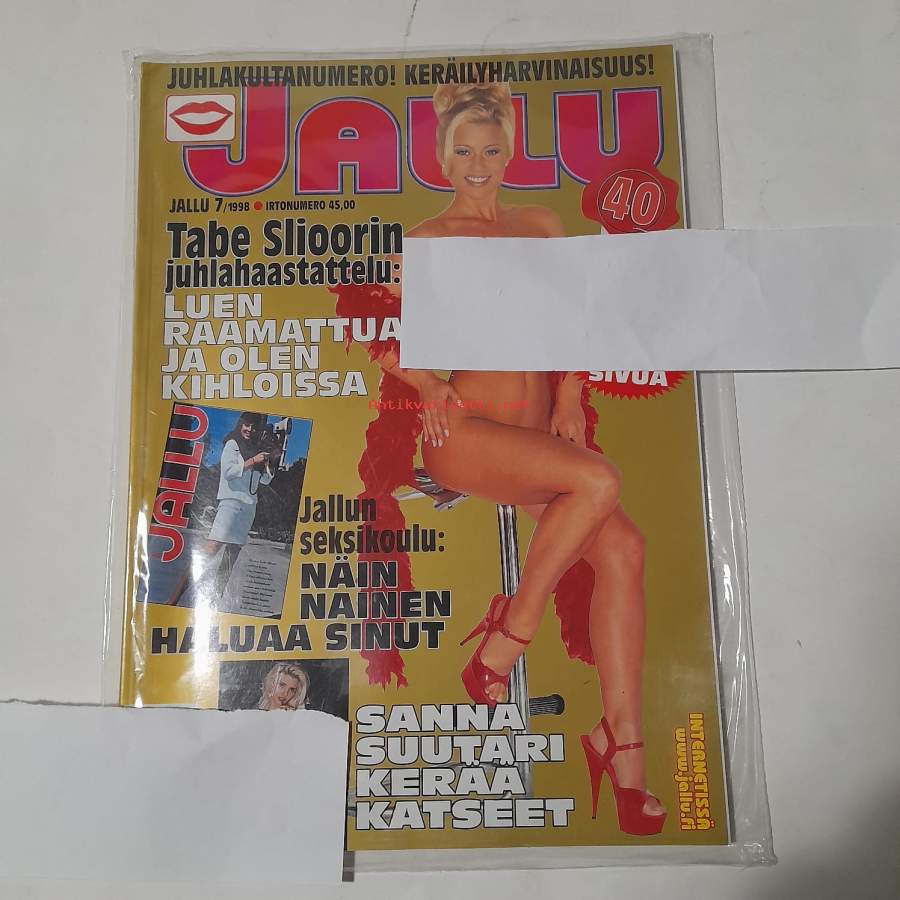 JUHLAKULTANUMERO! KERÄILYHARVINAISUUS!
JALLU
JALLU 7/1998 ● IRTONUMERO 45,00
40
Tabe Slioorin
juhlahaastattelu:
LUEN
RAAMATTUA
JA OLEN
KIHLOISSA
SIVUA
JALLU
Jallun
seksikoulu:
NÄIN
NAINEN
HALUAA SINUT
SANNA
SUUTARI
KERÄÄ
KATSEET
INTERNETISSÄ
www.jallu.fi